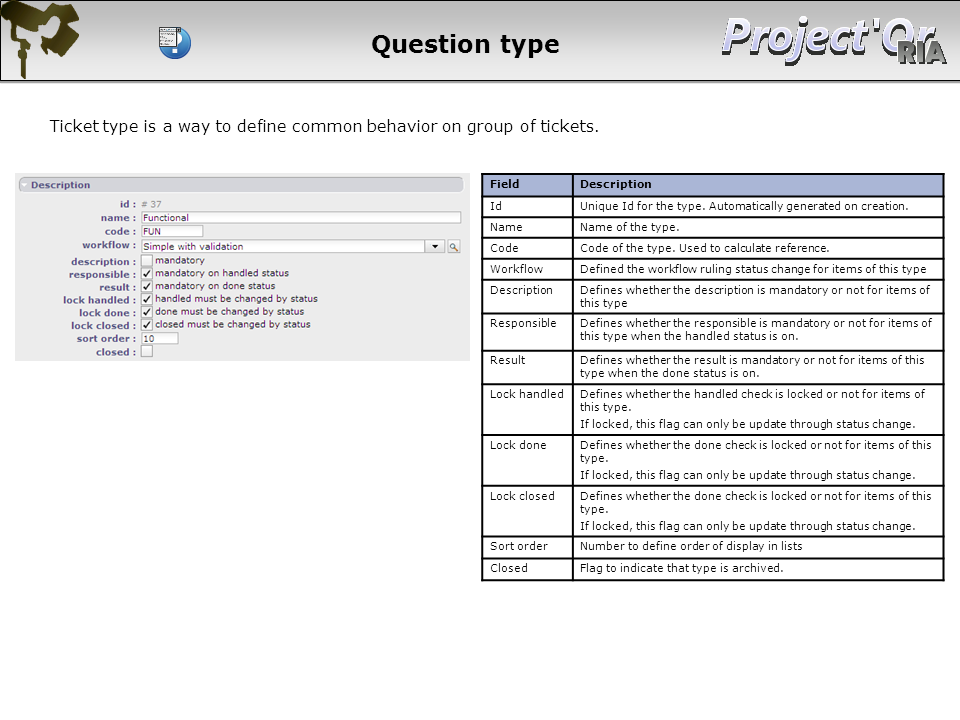 Question type
Project'Or
RIA
Ticket type is a way to define common behavior on group of tickets.
Description
id : # 37
name : Functional
code : FUN
workflow : Simple with validation
description : mandatory
responsible : mandatory on handled status
result : mandatory on done status
lock handled : handled must be changed by status
lock done : done must be changed by status
lock closed : closed must be changed by status
sort order : 10
closed :
Field Description
Id Unique Id for the type. Automatically generated on creation.
Name Name of the type.
Code Code of the type. Used to calculate reference.
Workflow Defined the workflow ruling status change for items of this type
Description Defines whether the description is mandatory or not for items of
this type
Responsible Defines whether the responsible is mandatory or not for items of
this type when the handled status is on.
Result Defines whether the result is mandatory or not for items of this
type when the done status is on.
Lock handled Defines whether the handled check is locked or not for items of
this type.
If locked, this flag can only be update through status change.
Lock done Defines whether the done check is locked or not for items of this
type.
If locked, this flag can only be update through status change.
Lock closed Defines whether the done check is locked or not for items of this
type.
If locked, this flag can only be update through status change.
Sort order Number to define order of display in lists
Closed Flag to indicate that type is archived.